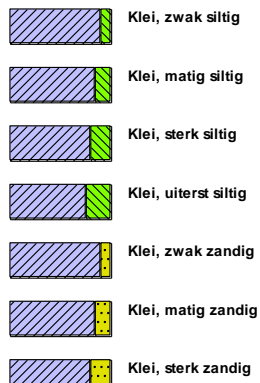 Klei, zwak siltig
Klei, matig siltig
Klei, sterk siltig
Klei, uiterst siltig
Klei, zwak zandig
Klei, matig zandig
Klei, sterk zandig